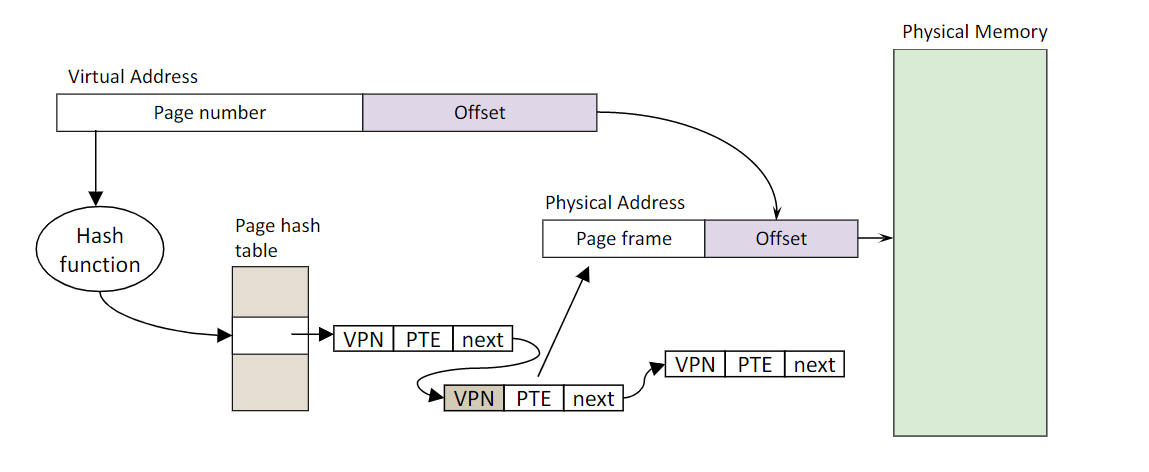 Physical Memory
Virtual Address
Page number Offset
Physical Address
Page hash
table
Hash
function
Page frame Offset
VPN PTE next
VPN PTE next
VPN PTE next